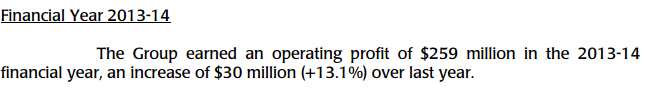 Financial Year 2013-14
The Group earned an operating profit of $259 million in the 2013-14
financial year, an increase of $30 million (+13.1%) over last year.